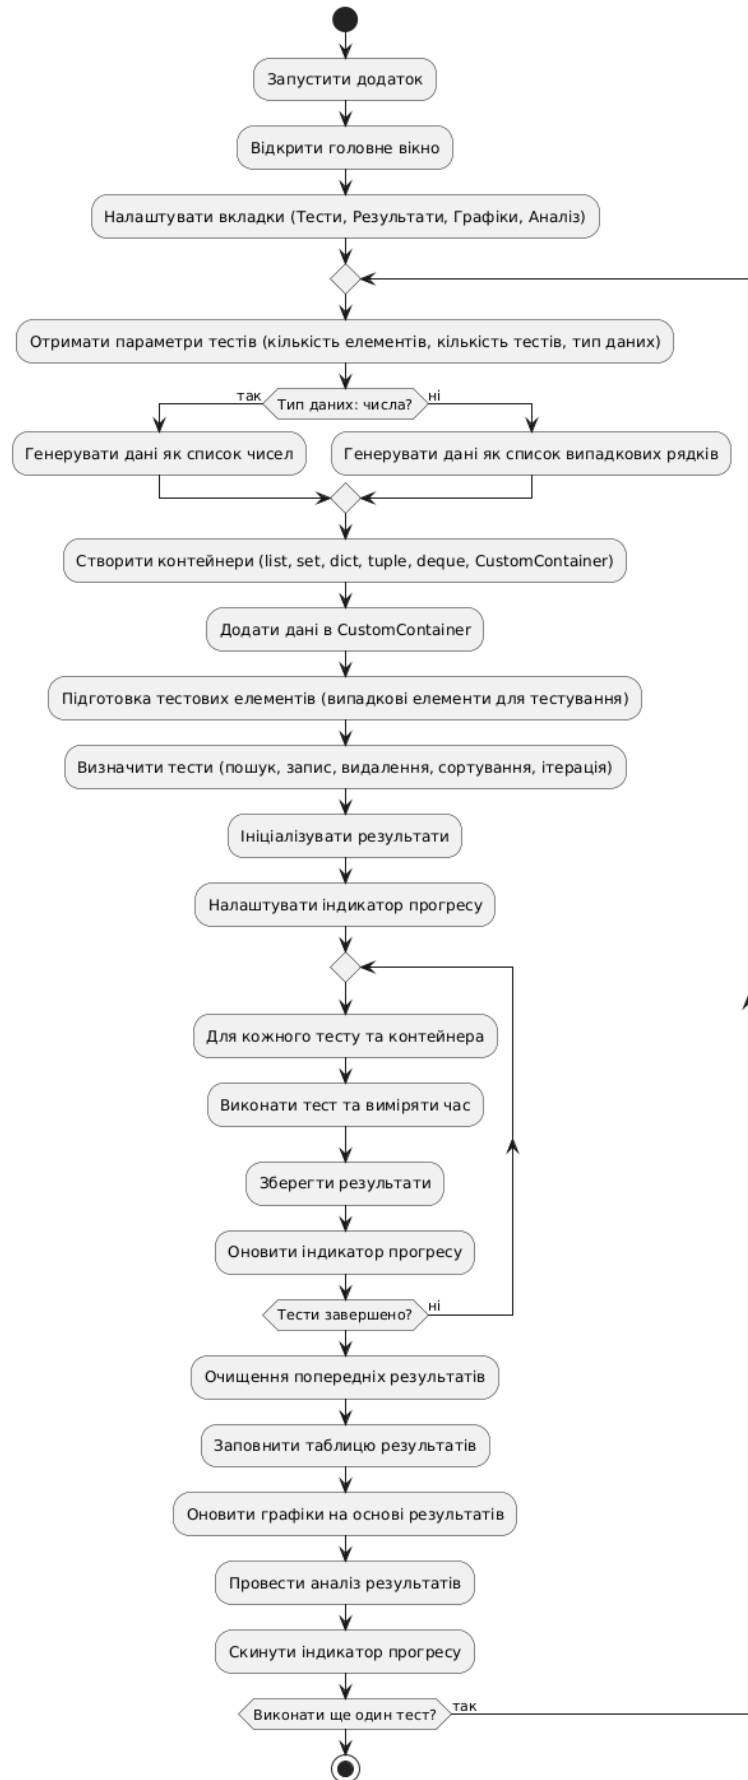 Запустити додаток
Відкрити головне вікно
Налаштувати вкладки (Тести, Результати, Графіки, Аналіз)
Отримати параметри тестів (кількість елементів, кількість тестів, тип даних)
так
Тип даних: числа?
ні
Генерувати дані як список чисел
Генерувати дані як список випадкових рядків
Створити контейнери (list, set, dict, tuple, deque, CustomContainer)
Додати дані в CustomContainer
Підготовка тестових елементів (випадкові елементи для тестування)
Визначити тести (пошук, запис, видалення, сортування, ітерація)
Ініціалізувати результати
Налаштувати індикатор прогресу
Для кожного тесту та контейнера
Виконати тест та виміряти час
Зберегти результати
Оновити індикатор прогресу
Тести завершено?
ні
Очищення попередніх результатів
Заповнити таблицю результатів
Оновити графіки на основі результатів
Провести аналіз результатів
Скинути індикатор прогресу
Виконати ще один тест?
так